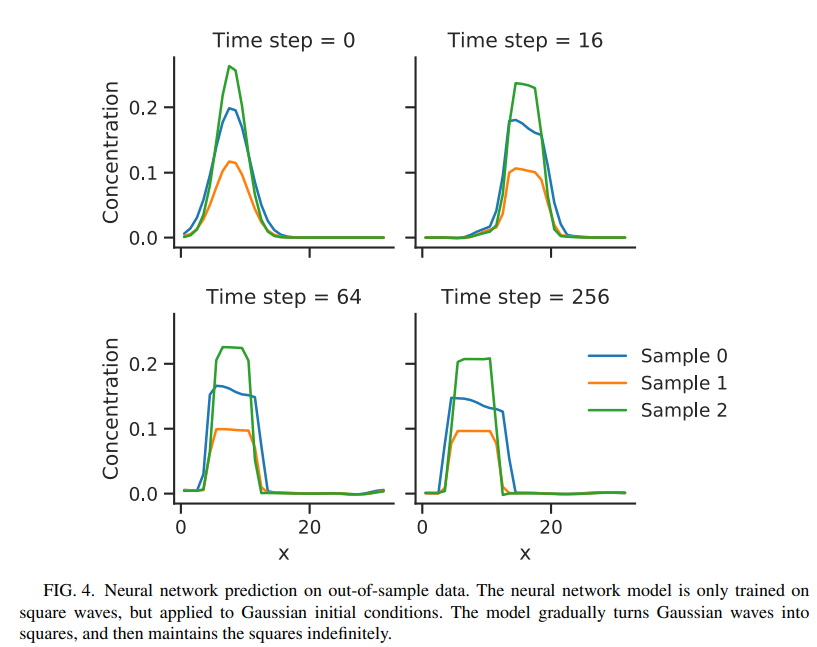 Time step = 0
Time step = 16
Concentration
0.2
0.1
0.0
Time step = 64
Time step = 256
Concentration
0.2
0.1
0.0
0
20
x
0
20
x
Sample 0
Sample 1
Sample 2
FIG. 4. Neural network prediction on out-of-sample data. The neural network model is only trained on
square waves, but applied to Gaussian initial conditions. The model gradually turns Gaussian waves into
squares, and then maintains the squares indefinitely.